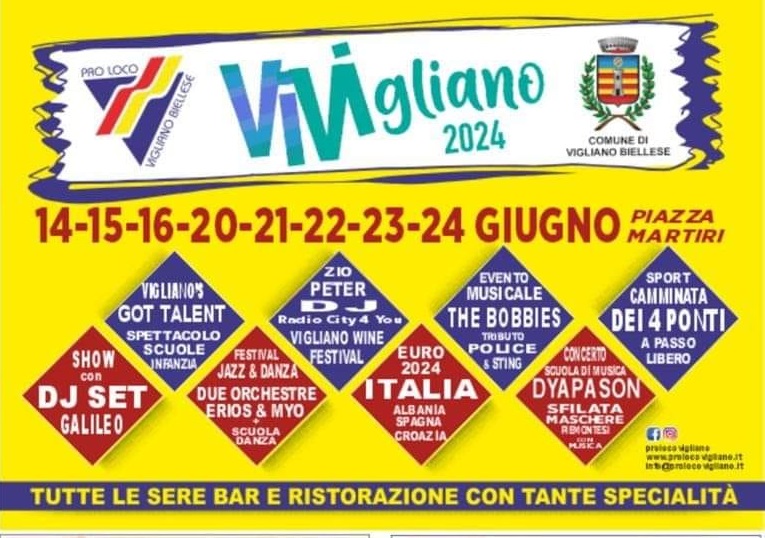 PRO LOCO
VIGLIANO BIELLESE
ViVigliano
2024
COMUNE DI
VIGLIANO BIELLESE
14-15-16-20-21-22-23-24 GIUGNO PIAZZA
MARTIRI
SHOW
con
DJ SET
GALILEO
VIGLIANO'S
GOT TALENT
SPETTACOLO
SCUOLE
INFANZIA
FESTIVAL
JAZZ & DANZA
DUE ORCHESTRE
ERIOS & MYO
+
SCUOLA
DANZA
ZIO
PETER
DJ
Radio City 4 You
VIGLIANO WINE
FESTIVAL
EURO
2024
ITALIA
ALBANIA
SPAGNA
CROAZIA
EVENTO
MUSICALE
THE BOBBIES
TRIBUTO
POLICE
& STING
CONCERTO
SCUOLA DI MUSICA
DYAPASON
SFILATA
MASCHERE
PIEMONTESI
CON
MUSICA
SPORT
CAMMINATA
DEI 4 PONTI
A PASSO
LIBERO
proloco vigliano
www.prolocovigliano.it
info@prolocovigliano.it
TUTTE LE SERE BAR E RISTORAZIONE CON TANTE SPECIALITÀ